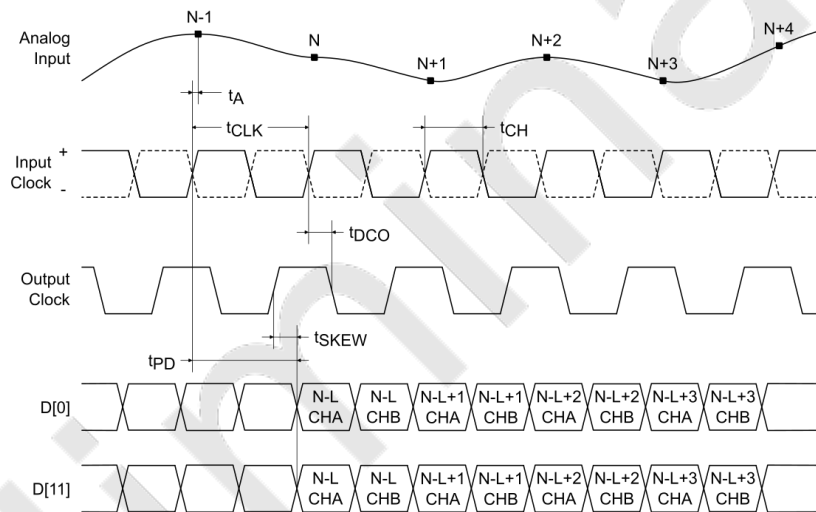 N-1
N
N+1
N+2
N+3
N+4
Analog
Input
tA
tCLK
tCH
Input
Clock
+
-
tDCO
Output
Clock
tSKEW
tPD
D[0]
N-L N-L N-L+1 N-L+1 N-L+2 N-L+2 N-L+3 N-L+3
CHA CHB CHA CHB CHA CHB CHA CHB
D[11]
N-L N-L N-L+1 N-L+1 N-L+2 N-L+2 N-L+3 N-L+3
CHA CHB CHA CHB CHA CHB CHA CHB